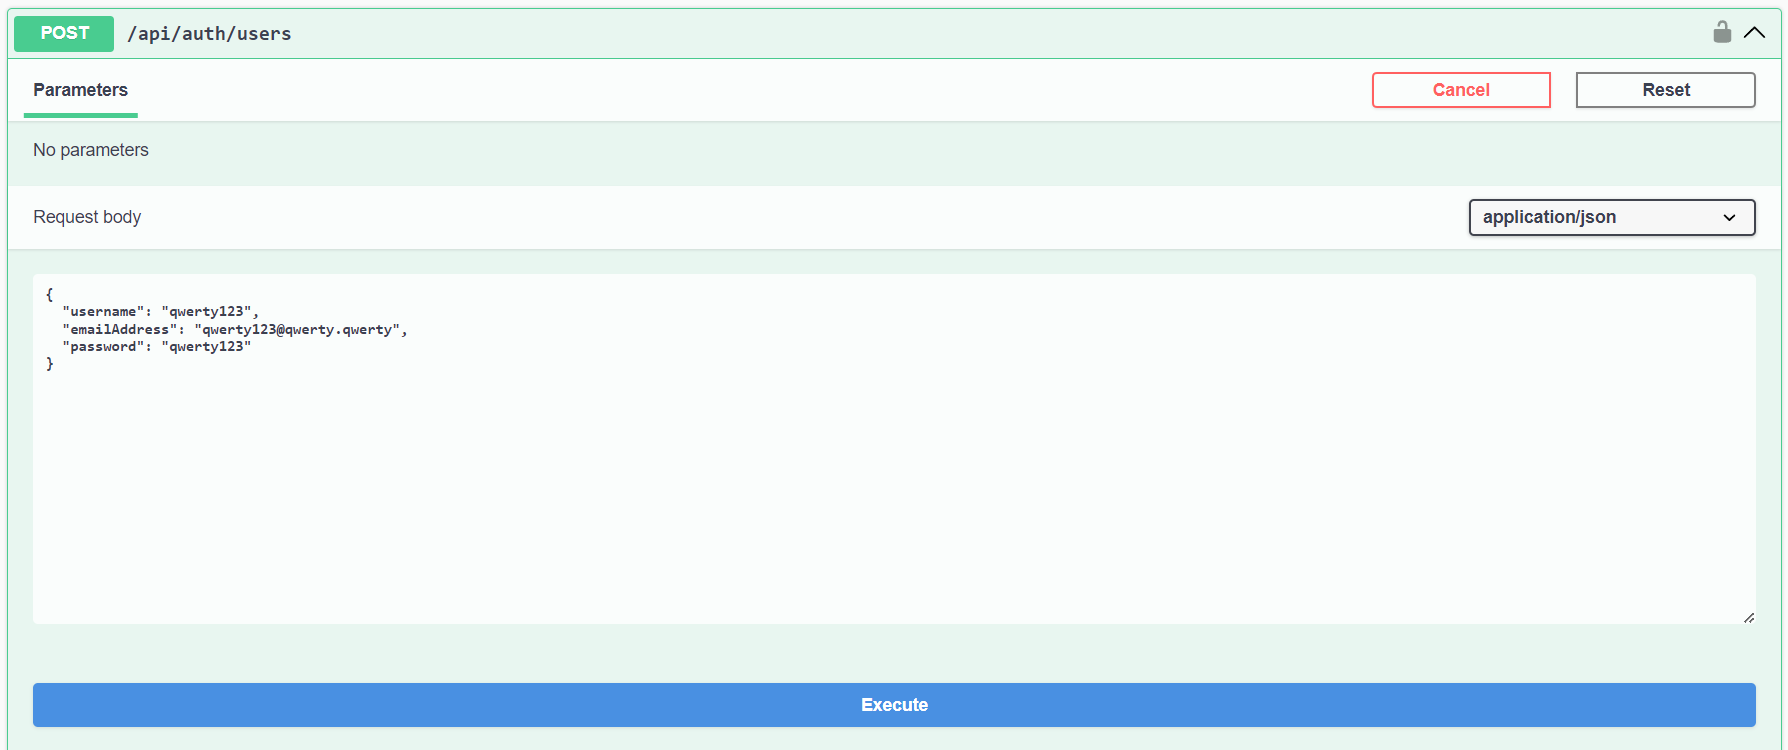 POST /api/auth/users
Parameters
Cancel
Reset
No parameters
Request body
application/json
{
  "username": "qwerty123",
  "emailAddress": "qwerty123@qwerty.qwerty",
  "password": "qwerty123"
}
Execute